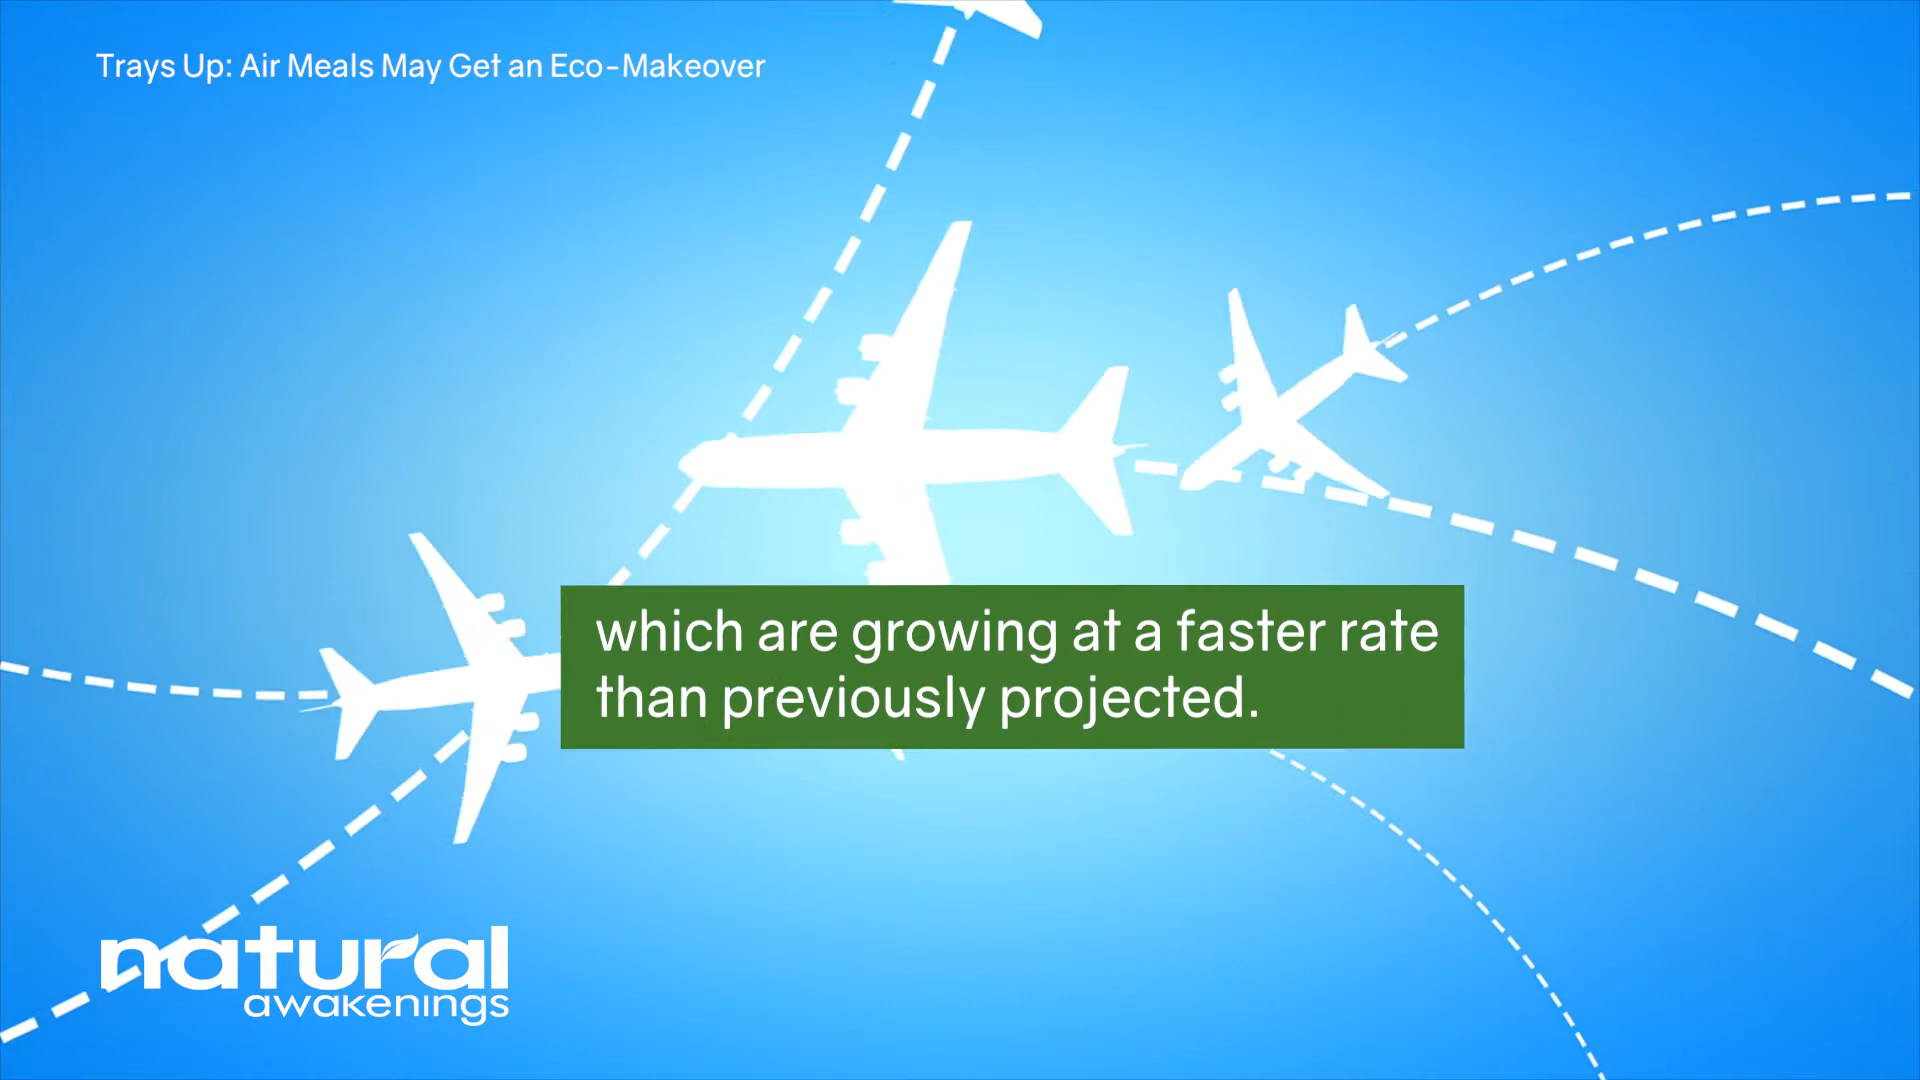 Trays Up: Air Meals May Get an Eco-Makeover
which are growing at a faster rate
than previously projected.
natural
awakenings